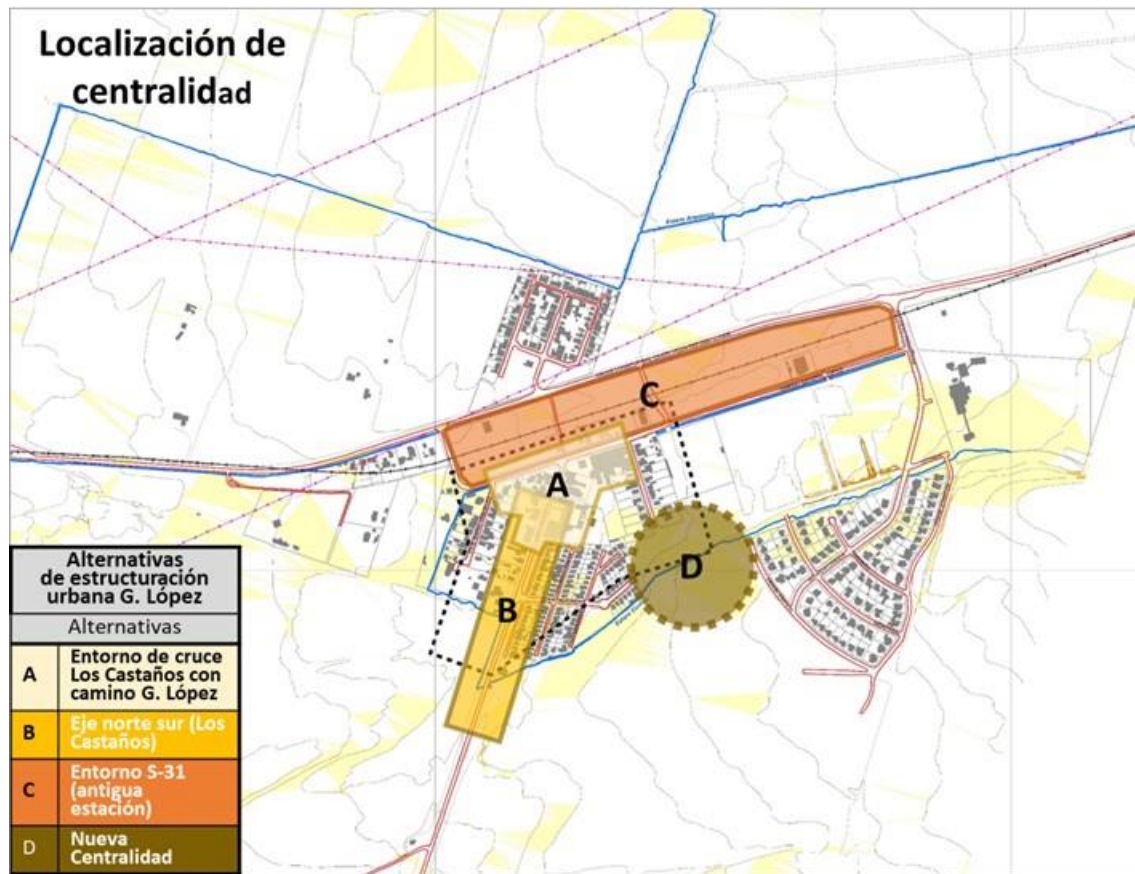 Localización de
centralidad
C
A
B
D
Alternativas
de estructuración
urbana G. López
Alternativas
A
Entorno de cruce
Los Castaños con
camino G. López
B
Eje norte sur (Los
Castaños)
C
Entorno S-31
(antigua
estación)
D
Nueva
Centralidad